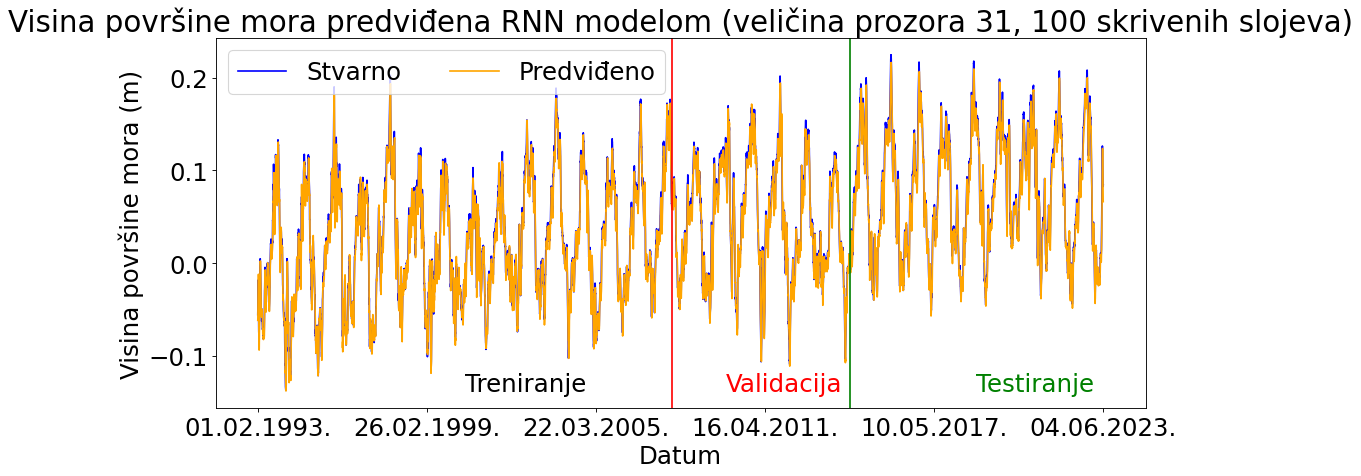 Visina površine mora predviđena RNN modelom (veličina prozora 31, 100 skrivenih slojeva)
Stvarno Predviđeno
Visina površine mora (m)
0.2
0.1
0.0
−0.1
Treniranje Validacija Testiranje
01.02.1993. 26.02.1999. 22.03.2005. 16.04.2011. 10.05.2017. 04.06.2023.
Datum